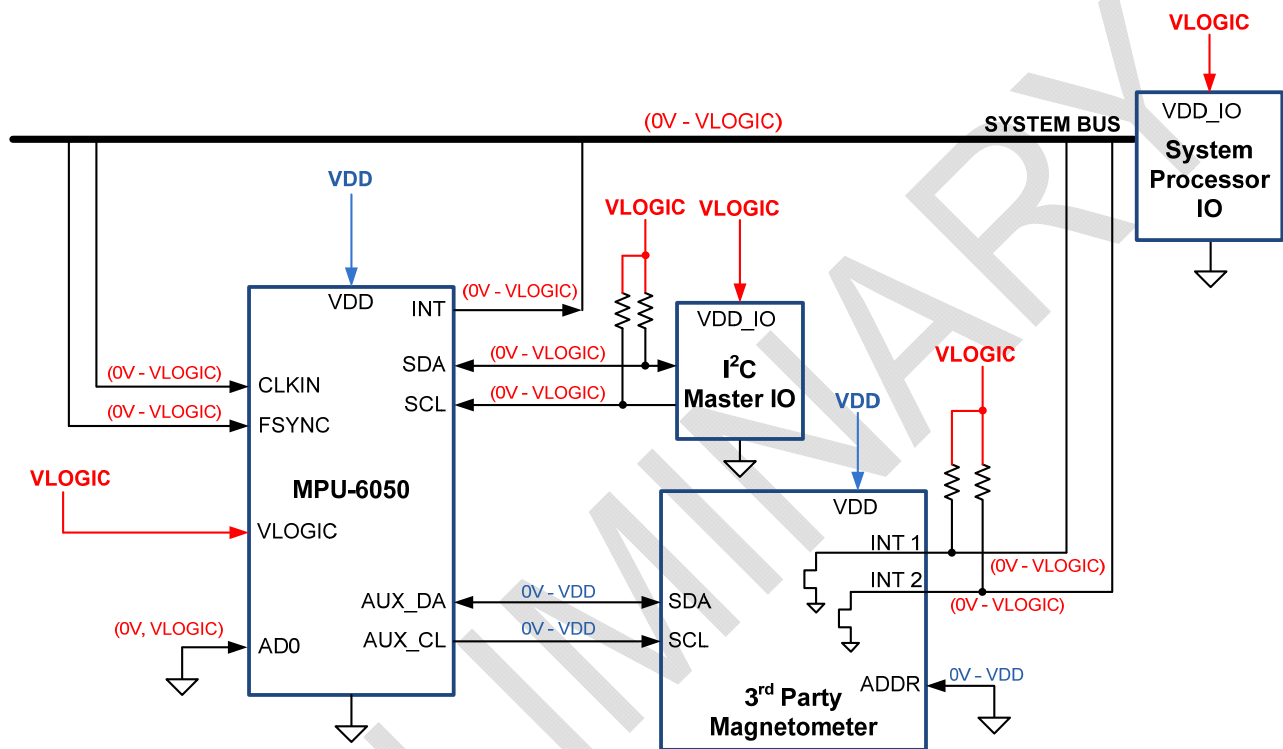 VLOGIC
(0V - VLOGIC)
SYSTEM BUS
VDD_IO
System
Processor
IO
VDD
VLOGIC
VLOGIC
VDD
INT
(0V - VLOGIC)
VDD_IO
I²C
Master IO
SDA
(0V - VLOGIC)
SCL
(0V - VLOGIC)
(0V - VLOGIC)
CLKIN
(0V - VLOGIC)
FSYNC
MPU-6050
VLOGIC
VLOGIC
VLOGIC
VDD
VDD
INT 1
(0V - VLOGIC)
INT 2
(0V - VLOGIC)
AUX_DA
0V - VDD
SDA
AUX_CL
0V - VDD
SCL
(0V, VLOGIC)
AD0
ADDR
0V - VDD
3rd Party
Magnetometer
LIMINARY